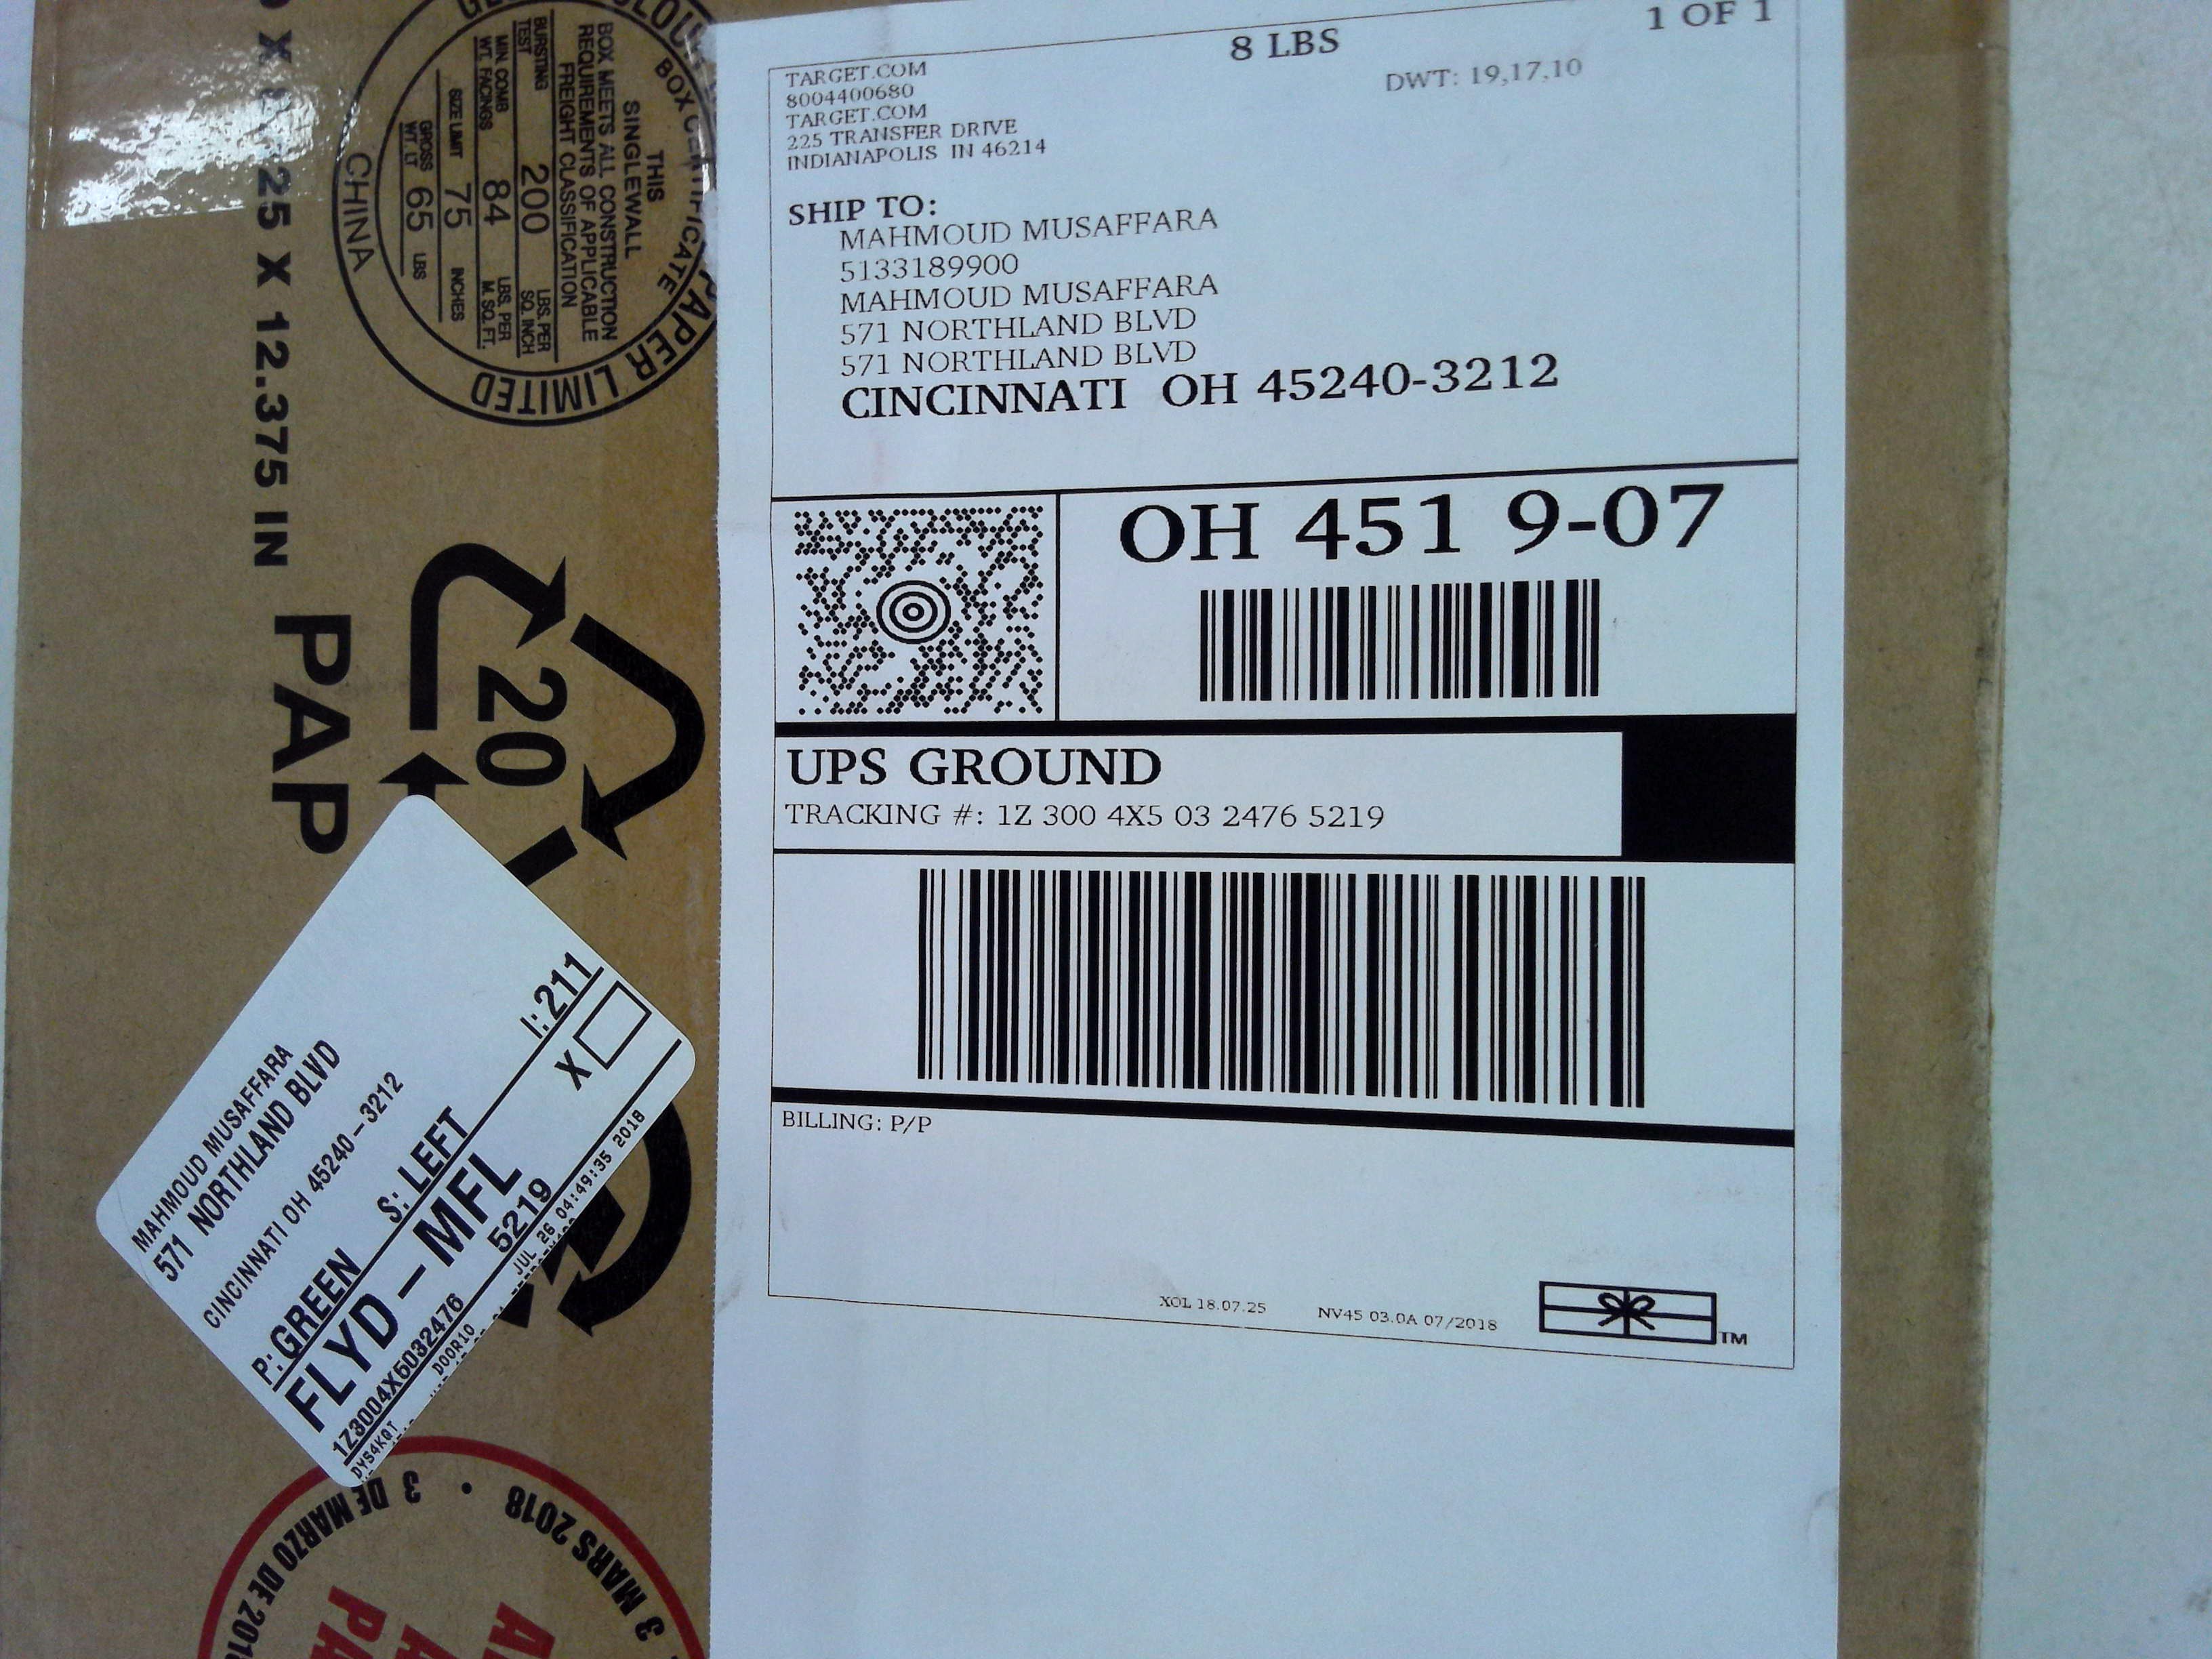 1 OF 1
8 LBS
DWT: 19,17,10
TARGET.COM
8004400680
TARGET.COM
225 TRANSFER DRIVE
INDIANAPOLIS IN 46214
SHIP TO:
MAHMOUD MUSAFFARA
5133189900
MAHMOUD MUSAFFARA
571 NORTHLAND BLVD
571 NORTHLAND BLVD
CINCINNATI OH 45240-3212
OH 451 9-07
UPS GROUND
TRACKING #: 1Z 300 4X5 03 2476 5219
BILLING: P/P
XOL 18.07.25
NV45 03.0A 07/2018
TM
25 X 12.375 IN
PAP
20
BOX CERTIFICATE
THIS
SINGLEWALL
BOX MEETS ALL CONSTRUCTION
REQUIREMENTS OF APPLICABLE
FREIGHT CLASSIFICATION
BURSTING TEST 200 LBS. PER SQ. INCH
MIN. COMB WT. FACINGS 84 LBS. PER M. SQ. FT.
SIZE LIMIT 75 INCHES
GROSS WT. LT 65 LBS
PAPER LIMITED
CHINA
MAHMOUD MUSAFFARA
571 NORTHLAND BLVD
CINCINNATI OH 45240-3212
P: GREEN S: LEFT I: 211
FLYD-MFL X
1Z3004X5032476 5219
DYS4KQT DOOR10 JUL 26 04:49:35 2018
3 DE MARZO DE 201
3 MARS 2018